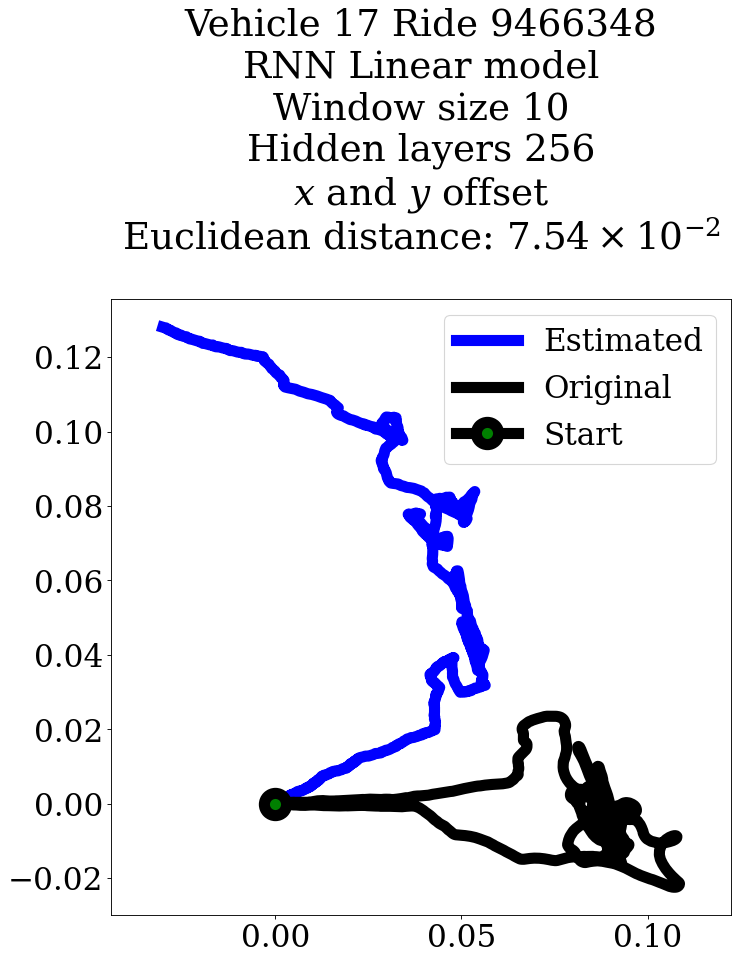 Vehicle 17 Ride 9466348
RNN Linear model
Window size 10
Hidden layers 256
x and y offset
Euclidean distance: 7.54 × 10⁻²
Estimated
Original
Start
0.12
0.10
0.08
0.06
0.04
0.02
0.00
−0.02
0.00 0.05 0.10